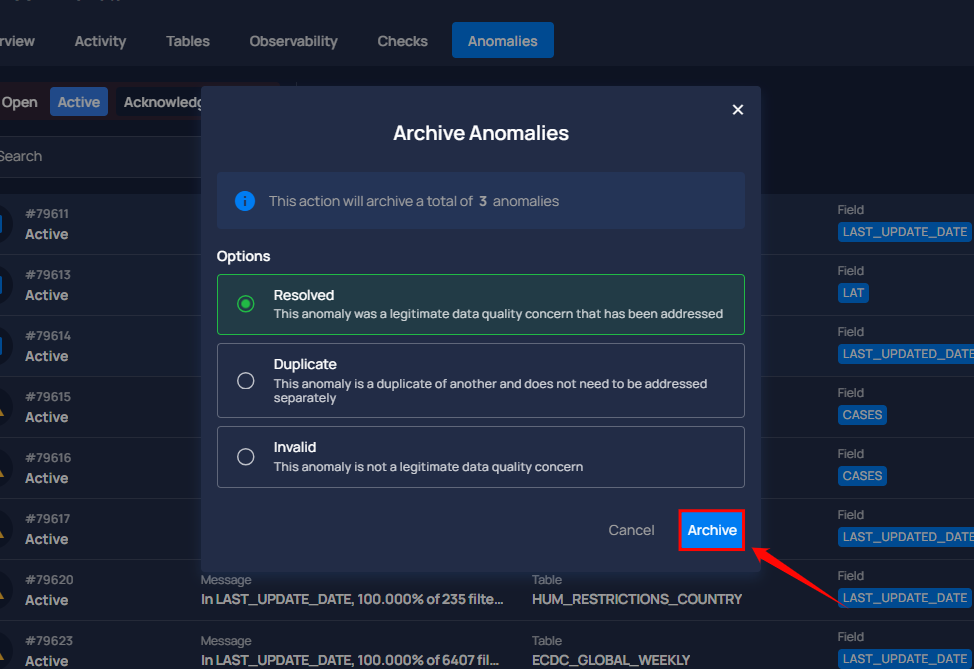 rview Activity Tables Observability Checks Anomalies
Open Active Acknowledg
Search
Archive Anomalies
This action will archive a total of 3 anomalies
Options
Resolved
This anomaly was a legitimate data quality concern that has been addressed
Duplicate
This anomaly is a duplicate of another and does not need to be addressed
separately
Invalid
This anomaly is not a legitimate data quality concern
Cancel Archive
#79611 Field
Active LAST_UPDATE_DATE
#79613 Field
Active LAT
#79614 Field
Active LAST_UPDATED_DATE
#79615 Field
Active CASES
#79616 Field
Active CASES
#79617 Field
Active LAST_UPDATED_DATE
#79620 Message Table Field
Active In LAST_UPDATE_DATE, 100.000% of 235 filte... HUM_RESTRICTIONS_COUNTRY LAST_UPDATE_DATE
#79623 Message Table Field
Active In LAST_UPDATE_DATE, 100.000% of 6407 fil... ECDC_GLOBAL_WEEKLY LAST_UPDATE_DATE